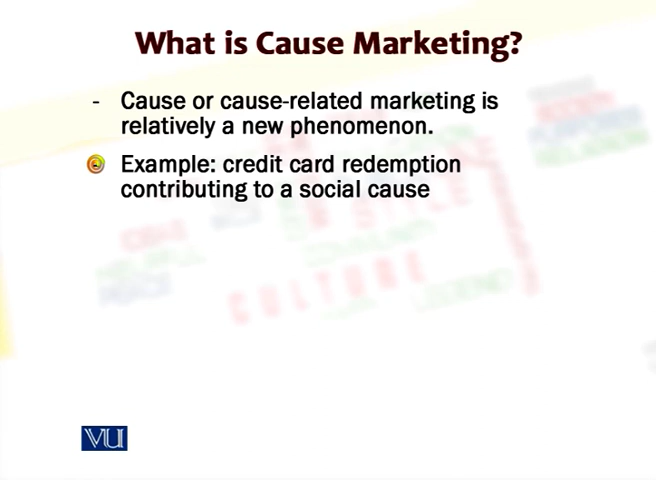 What is Cause Marketing?
- Cause or cause-related marketing is
relatively a new phenomenon.
Example: credit card redemption
contributing to a social cause
CULTURE
VU